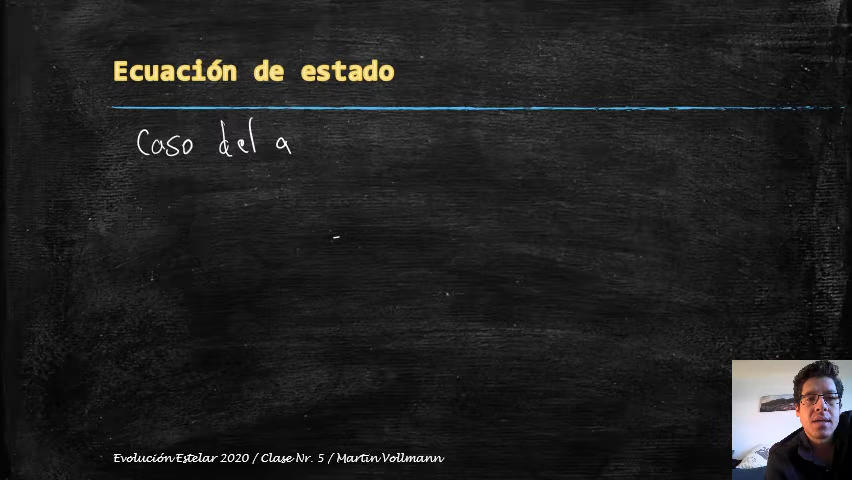 Ecuación de estado
Caso del a
Evolución Estelar 2020 / Clase Nr. 5 / Martin Vollmann